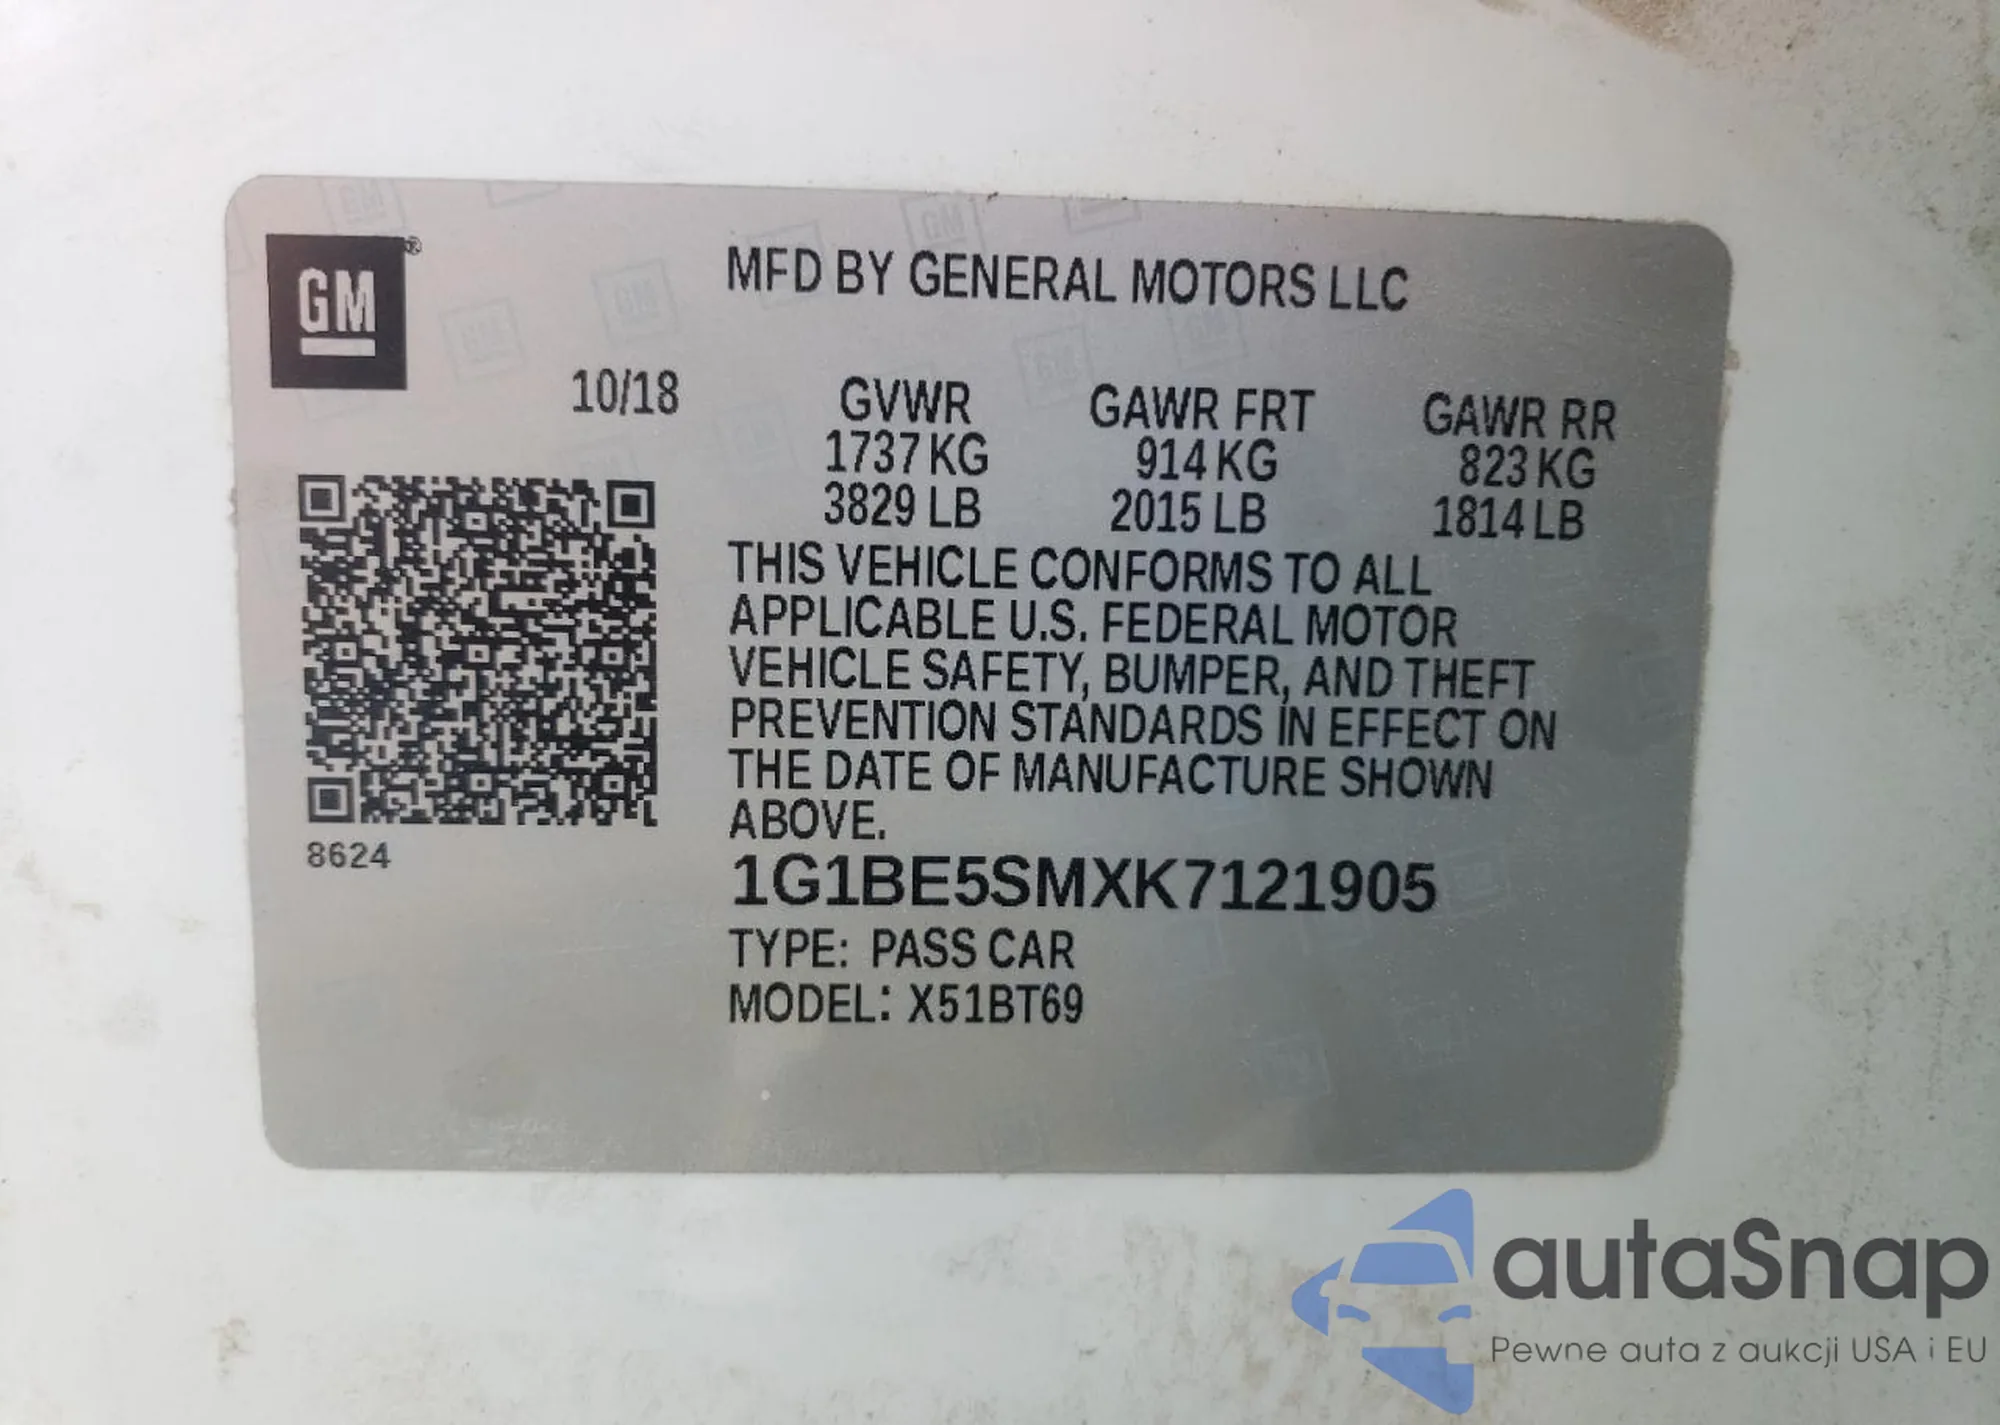 GM®
MFD BY GENERAL MOTORS LLC
10/18
GVWR GAWR FRT GAWR RR
1737 KG 914 KG 823 KG
3829 LB 2015 LB 1814 LB
THIS VEHICLE CONFORMS TO ALL
APPLICABLE U.S. FEDERAL MOTOR
VEHICLE SAFETY, BUMPER, AND THEFT
PREVENTION STANDARDS IN EFFECT ON
THE DATE OF MANUFACTURE SHOWN
ABOVE.
8624
1G1BE5SMXK7121905
TYPE: PASS CAR
MODEL: X51BT69
autaSnap
Pewne auta z aukcji USA i EU